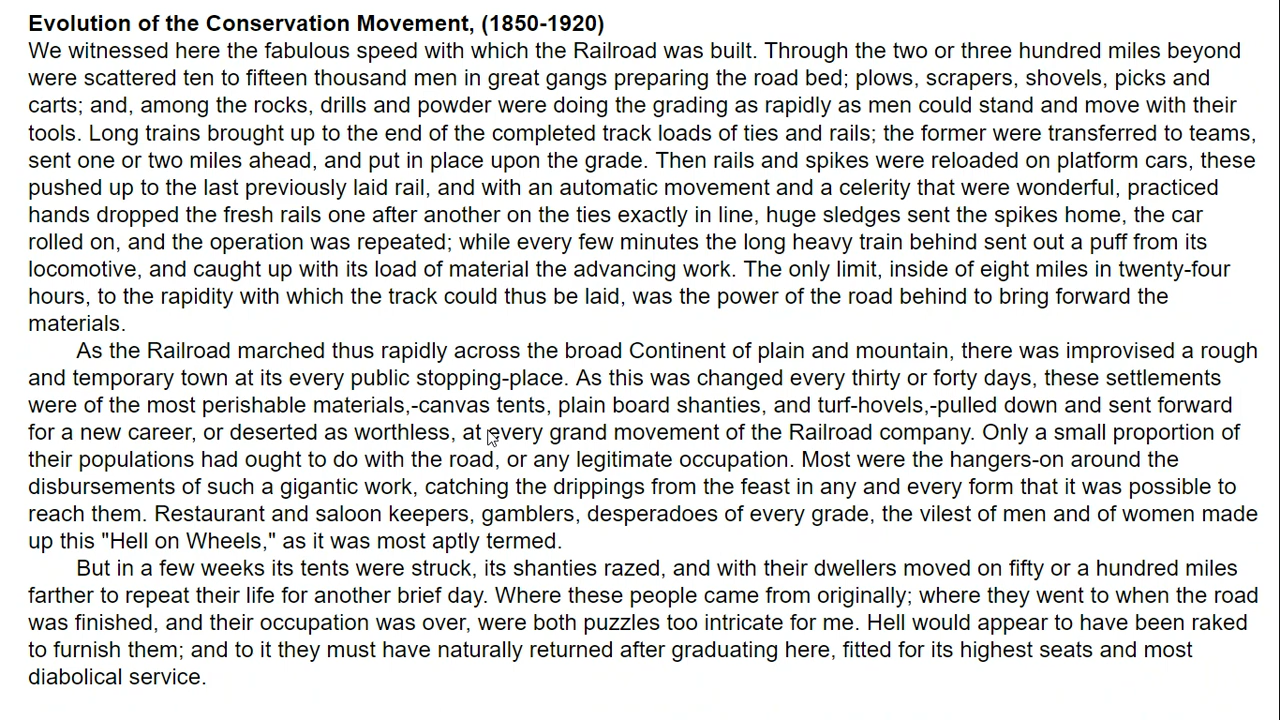 Evolution of the Conservation Movement, (1850-1920)
We witnessed here the fabulous speed with which the Railroad was built. Through the two or three hundred miles beyond
were scattered ten to fifteen thousand men in great gangs preparing the road bed; plows, scrapers, shovels, picks and
carts; and, among the rocks, drills and powder were doing the grading as rapidly as men could stand and move with their
tools. Long trains brought up to the end of the completed track loads of ties and rails; the former were transferred to teams,
sent one or two miles ahead, and put in place upon the grade. Then rails and spikes were reloaded on platform cars, these
pushed up to the last previously laid rail, and with an automatic movement and a celerity that were wonderful, practiced
hands dropped the fresh rails one after another on the ties exactly in line, huge sledges sent the spikes home, the car
rolled on, and the operation was repeated; while every few minutes the long heavy train behind sent out a puff from its
locomotive, and caught up with its load of material the advancing work. The only limit, inside of eight miles in twenty-four
hours, to the rapidity with which the track could thus be laid, was the power of the road behind to bring forward the
materials.
As the Railroad marched thus rapidly across the broad Continent of plain and mountain, there was improvised a rough
and temporary town at its every public stopping-place. As this was changed every thirty or forty days, these settlements
were of the most perishable materials,-canvas tents, plain board shanties, and turf-hovels,-pulled down and sent forward
for a new career, or deserted as worthless, at every grand movement of the Railroad company. Only a small proportion of
their populations had ought to do with the road, or any legitimate occupation. Most were the hangers-on around the
disbursements of such a gigantic work, catching the drippings from the feast in any and every form that it was possible to
reach them. Restaurant and saloon keepers, gamblers, desperadoes of every grade, the vilest of men and of women made
up this "Hell on Wheels," as it was most aptly termed.
But in a few weeks its tents were struck, its shanties razed, and with their dwellers moved on fifty or a hundred miles
farther to repeat their life for another brief day. Where these people came from originally; where they went to when the road
was finished, and their occupation was over, were both puzzles too intricate for me. Hell would appear to have been raked
to furnish them; and to it they must have naturally returned after graduating here, fitted for its highest seats and most
diabolical service.